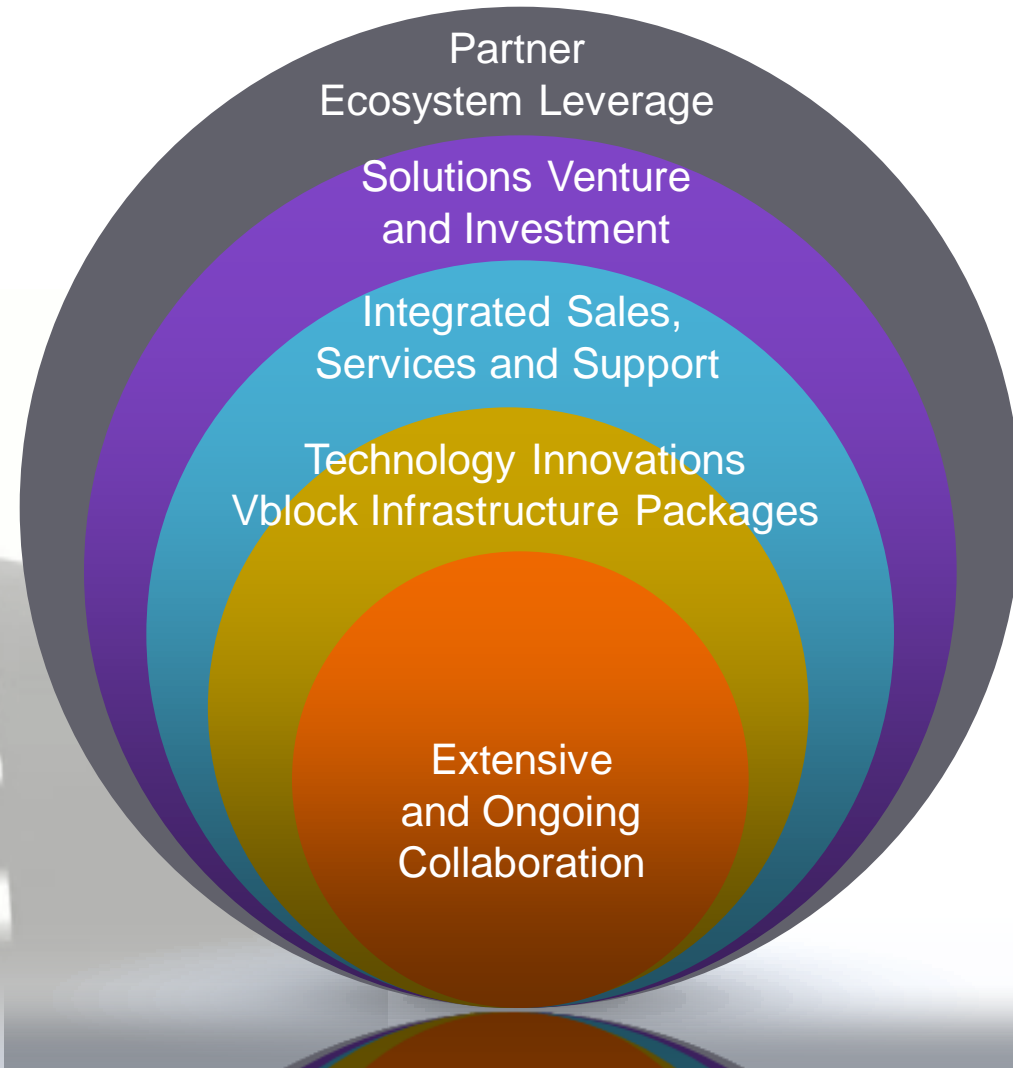 Partner
Ecosystem Leverage
Solutions Venture
and Investment
Integrated Sales,
Services and Support
Technology Innovations
Vblock Infrastructure Packages
Extensive
and Ongoing
Collaboration